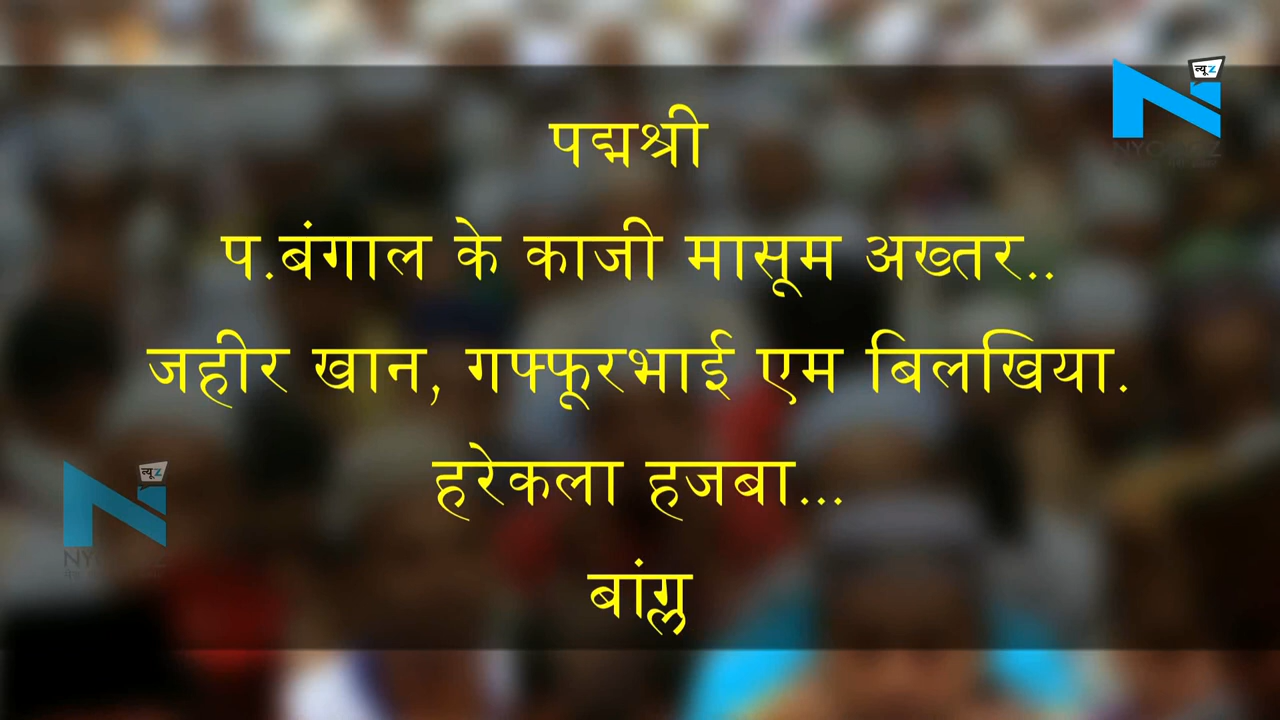 पद्मश्री
प.बंगाल के काजी मासूम अख्तर..
जहीर खान, गफ्फूरभाई एम बिलखिया.
हरेकला हजबा...
बांग्ल
न्यूz
न्यूz